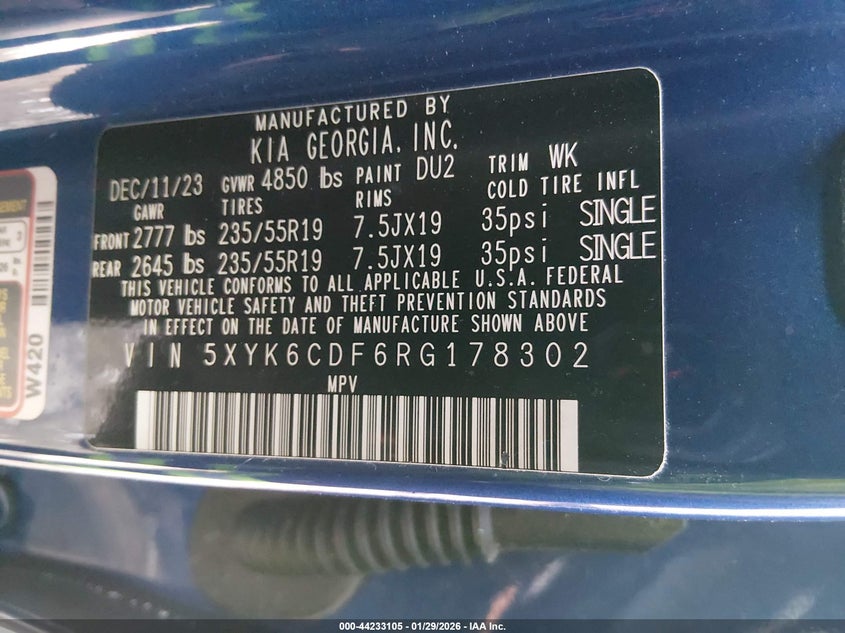 MANUFACTURED BY
KIA GEORGIA, INC.
DEC/11/23 GVWR 4850 lbs PAINT DU2 TRIM WK
GAWR TIRES RIMS COLD TIRE INFL
FRONT 2777 lbs 235/55R19 7.5JX19 35psi SINGLE
REAR 2645 lbs 235/55R19 7.5JX19 35psi SINGLE
THIS VEHICLE CONFORMS TO ALL APPLICABLE U.S.A. FEDERAL
MOTOR VEHICLE SAFETY AND THEFT PREVENTION STANDARDS
IN EFFECT ON THE DATE OF MANUFACTURE SHOWN ABOVE
VIN 5XYK6CDF6RG178302
MPV
W420
000-44233105 - 01/29/2026 - IAA Inc.